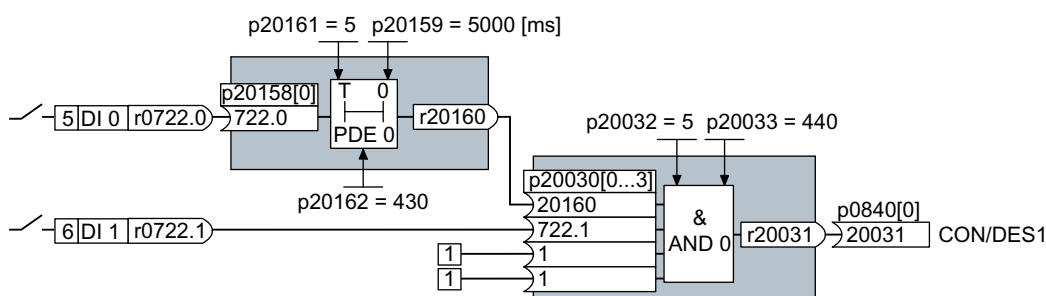 p20161 = 5 p20159 = 5000 [ms]
T 0
p20158[0]
5 DI 0 r0722.0 722.0 PDE 0 r20160
p20162 = 430
p20032 = 5 p20033 = 440
p20030[0...3]
20160
6 DI 1 r0722.1 722.1
1 1
1 1
& AND 0
r20031
p0840[0]
20031 CON/DES1